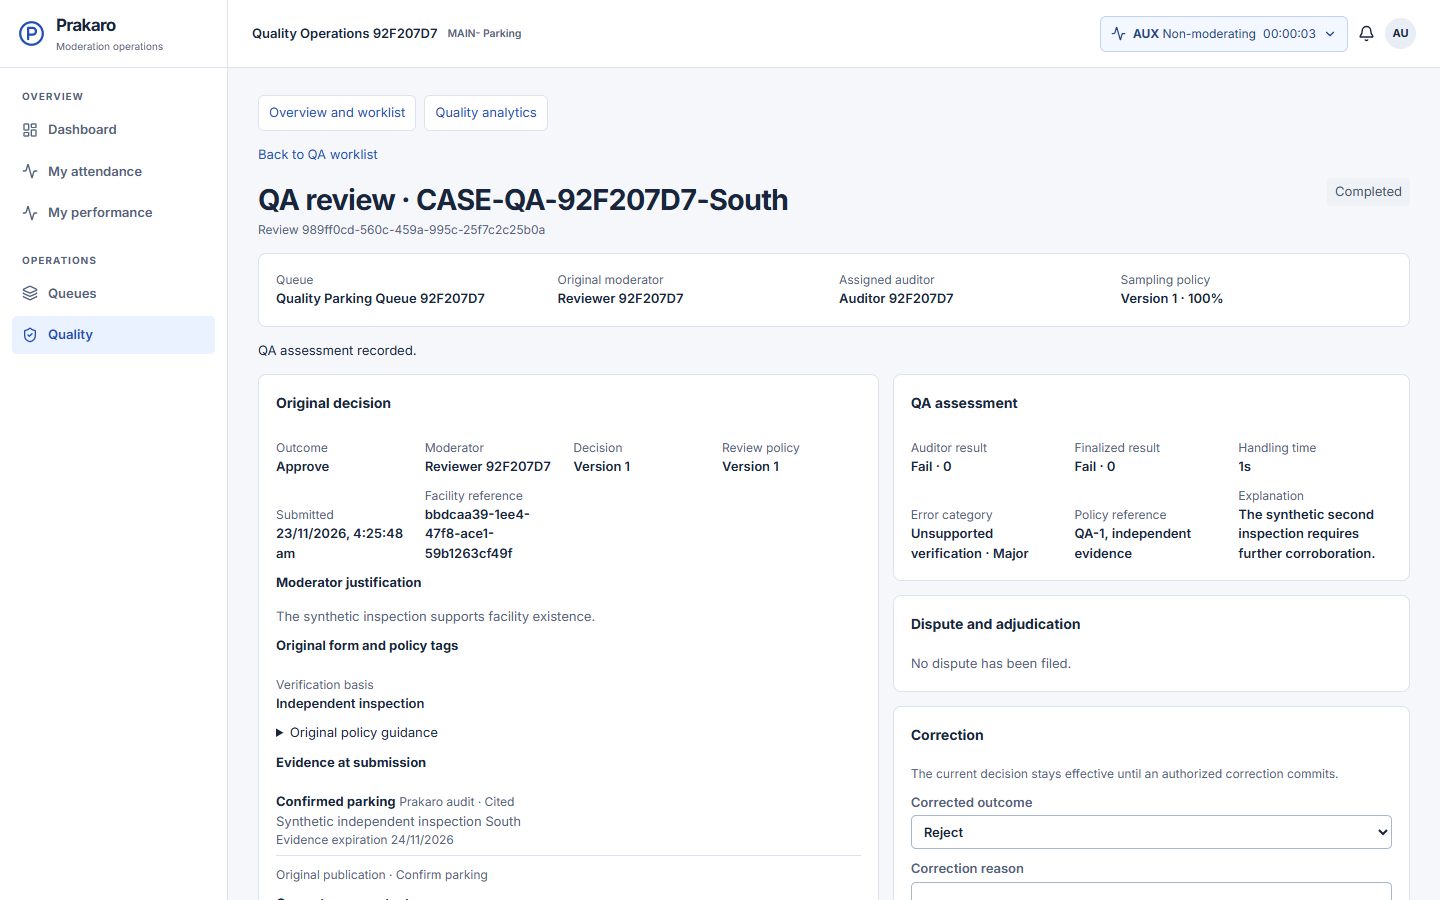 Prakaro
Moderation operations
OVERVIEW
Dashboard
My attendance
My performance
OPERATIONS
Queues
Quality
Quality Operations 92F207D7 MAIN- Parking
AUX Non-moderating 00:00:03
AU
Overview and worklist
Quality analytics
Back to QA worklist
QA review · CASE-QA-92F207D7-South
Completed
Review 989ff0cd-560c-459a-995c-25f7c2c25b0a
Queue
Quality Parking Queue 92F207D7
Original moderator
Reviewer 92F207D7
Assigned auditor
Auditor 92F207D7
Sampling policy
Version 1 · 100%
QA assessment recorded.
Original decision
Outcome
Approve
Moderator
Reviewer 92F207D7
Decision
Version 1
Review policy
Version 1
Submitted
23/11/2026, 4:25:48
am
Facility reference
bbdcaa39-1ee4-
47f8-ace1-
59b1263cf49f
Moderator justification
The synthetic inspection supports facility existence.
Original form and policy tags
Verification basis
Independent inspection
Original policy guidance
Evidence at submission
Confirmed parking Prakaro audit · Cited
Synthetic independent inspection South
Evidence expiration 24/11/2026
Original publication · Confirm parking
QA assessment
Auditor result
Fail · 0
Finalized result
Fail · 0
Handling time
1s
Error category
Unsupported
verification · Major
Policy reference
QA-1, independent
evidence
Explanation
The synthetic second
inspection requires
further corroboration.
Dispute and adjudication
No dispute has been filed.
Correction
The current decision stays effective until an authorized correction commits.
Corrected outcome
Reject
Correction reason